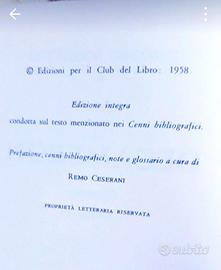 © Edizioni per il Club del Libro: 1958
Edizione integra
condotta sul testo menzionato nei Cenni bibliografici.
Prefazione, cenni bibliografici, note e glossario a cura di
REMO CESERANI
PROPRIETÀ LETTERARIA RISERVATA
subito